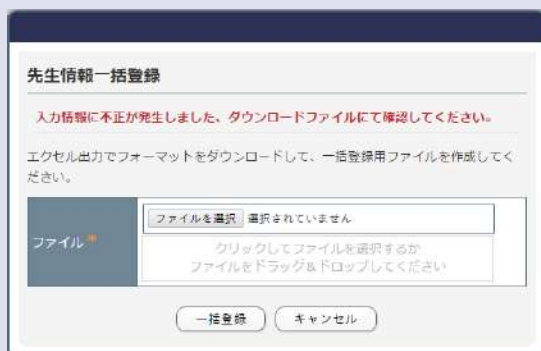 先生情報一括登録
入力情報に不正が発生しました、ダウンロードファイルにて確認してください。
エクセル出力でフォーマットをダウンロードして、一括登録用ファイルを作成してく
ださい。
ファイル *
ファイルを選択 選択されていません
クリックしてファイルを選択するか
ファイルをドラッグ&ドロップしてください
一括登録 キャンセル